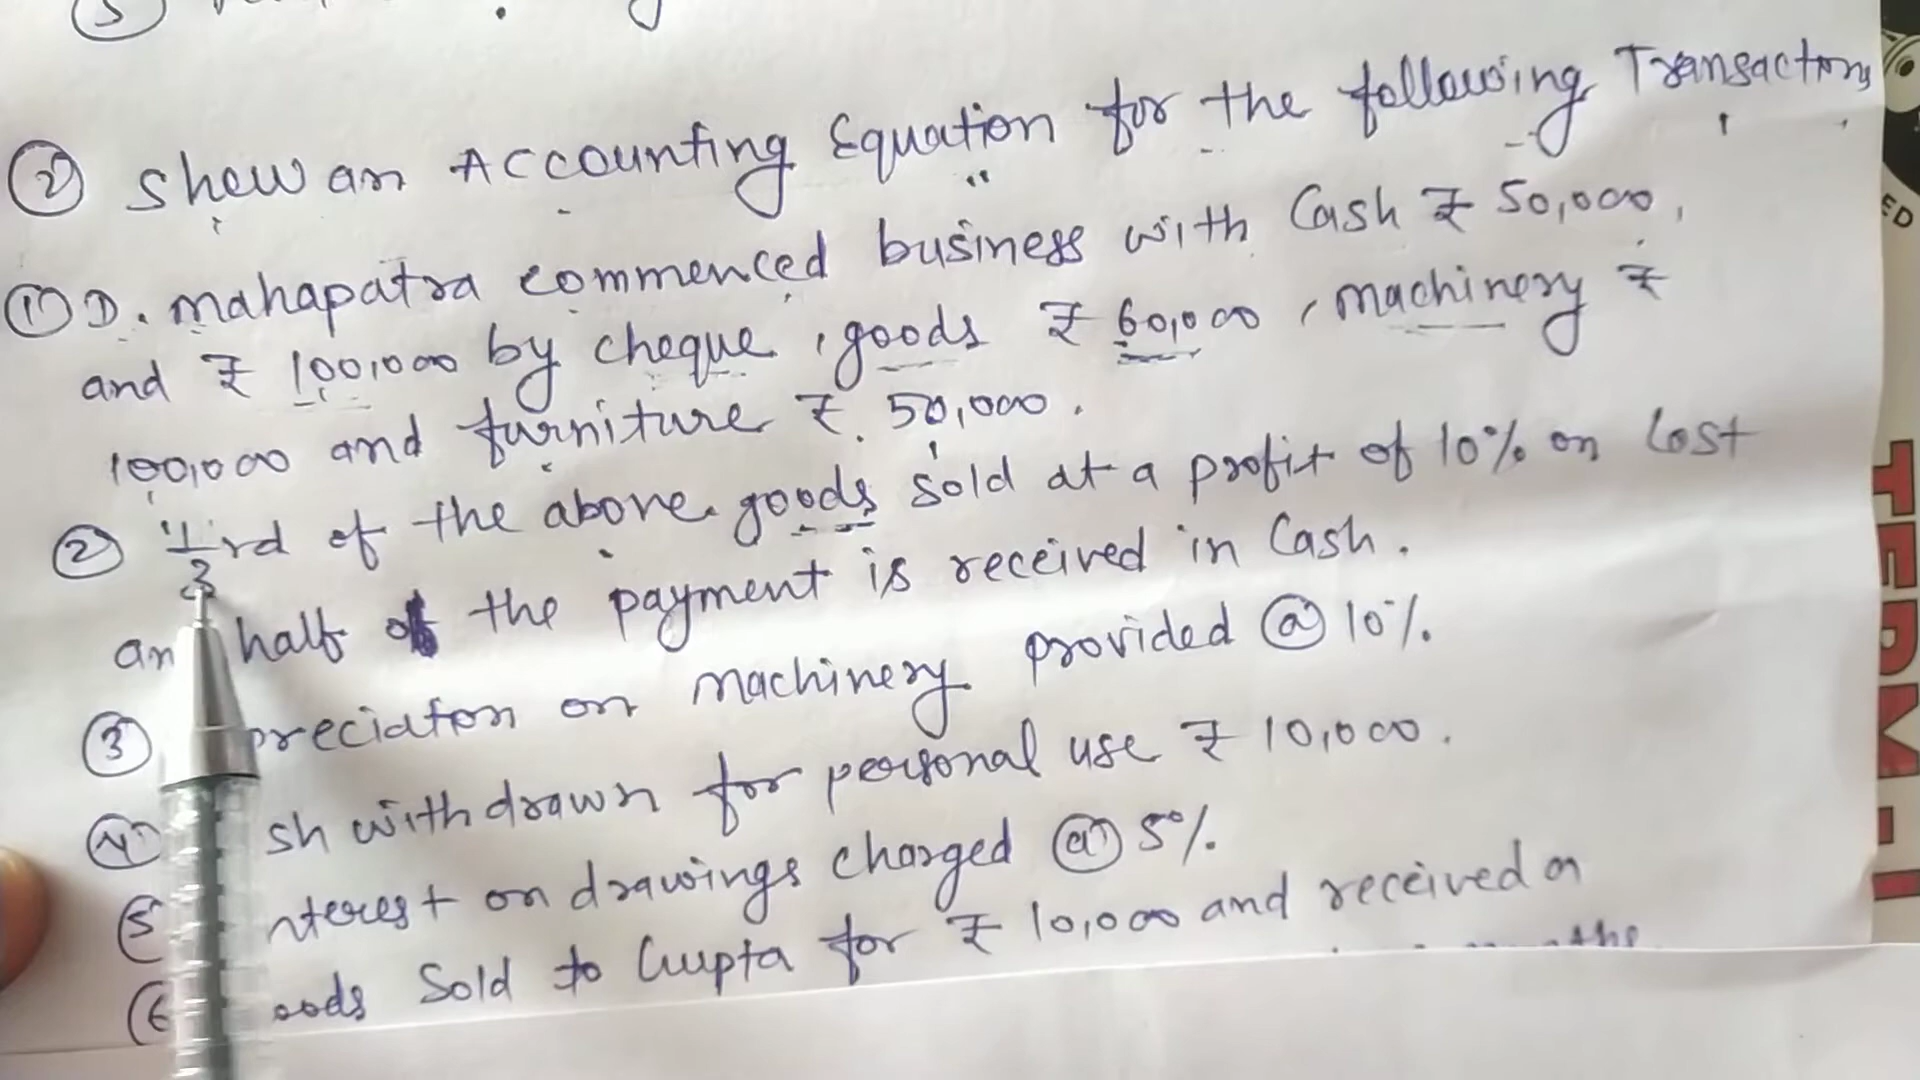 ② Shew an Accounting Equation for the following Transactions
① D. Mahapatra commenced business with Cash ₹ 50,000,
and ₹ 100,000 by cheque, goods ₹ 60,000, machinery ₹
100,000 and furniture ₹. 50,000.
② 1/3rd of the above goods sold at a profit of 10% on Cost
half of the payment is received in Cash.
③ preciation on machinery provided @ 10%.
④ sh withdrawn for personal use ₹ 10,000.
⑤ nterest on drawings charged @ 5%.
⑥ oods Sold to Gupta for ₹ 10,000 and received a
TERM-I
ED